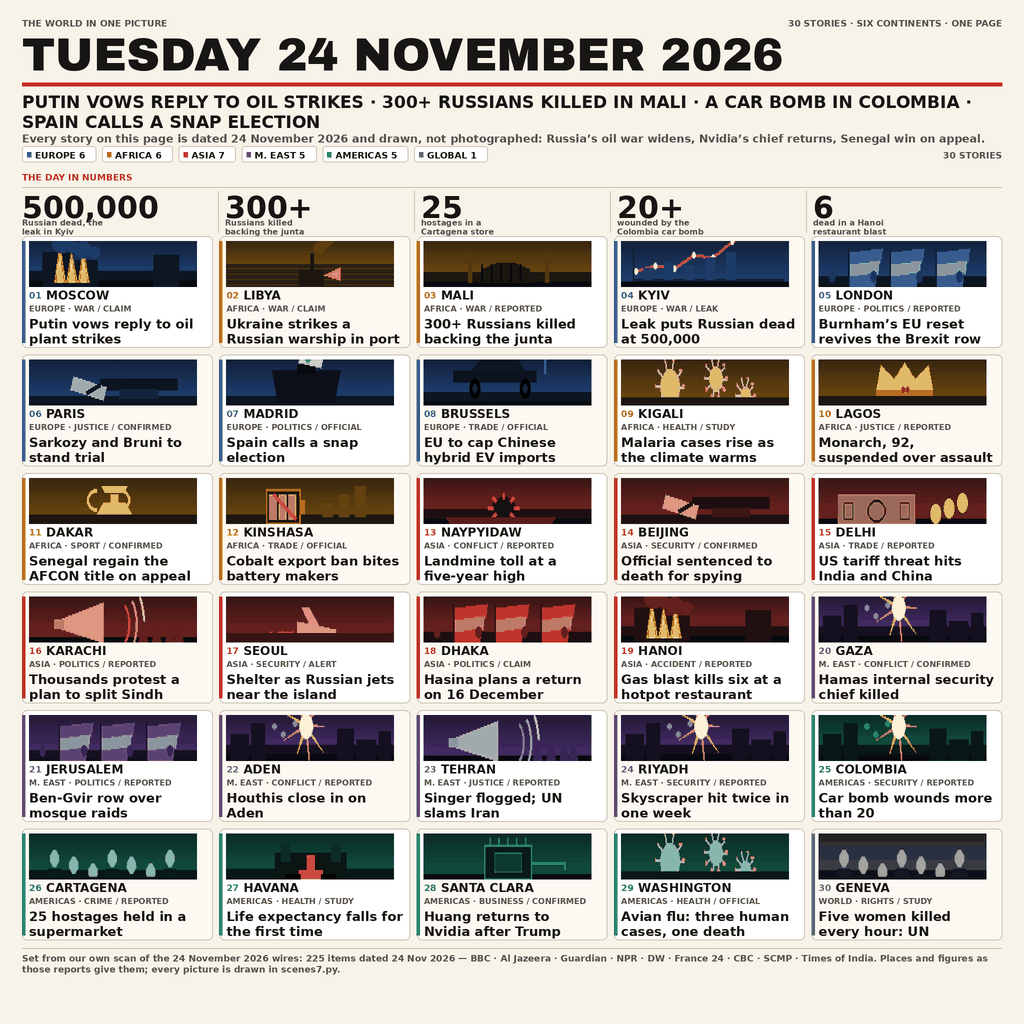 THE WORLD IN ONE PICTURE
30 STORIES · SIX CONTINENTS · ONE PAGE
TUESDAY 24 NOVEMBER 2026
PUTIN VOWS REPLY TO OIL STRIKES · 300+ RUSSIANS KILLED IN MALI · A CAR BOMB IN COLOMBIA ·
SPAIN CALLS A SNAP ELECTION
Every story on this page is dated 24 November 2026 and drawn, not photographed: Russia’s oil war widens, Nvidia’s chief returns, Senegal win on appeal.
EUROPE 6
AFRICA 6
ASIA 7
M. EAST 5
AMERICAS 5
GLOBAL 1
30 STORIES
THE DAY IN NUMBERS
500,000
Russian dead, the
leak in Kyiv
300+
Russians killed
backing the junta
25
hostages in a
Cartagena store
20+
wounded by the
Colombia car bomb
6
dead in a Hanoi
restaurant blast
01 MOSCOW
EUROPE · WAR / CLAIM
Putin vows reply to oil
plant strikes
02 LIBYA
AFRICA · WAR / CLAIM
Ukraine strikes a
Russian warship in port
03 MALI
AFRICA · WAR / REPORTED
300+ Russians killed
backing the junta
04 KYIV
EUROPE · WAR / LEAK
Leak puts Russian dead
at 500,000
05 LONDON
EUROPE · POLITICS / REPORTED
Burnham’s EU reset
revives the Brexit row
06 PARIS
EUROPE · JUSTICE / CONFIRMED
Sarkozy and Bruni to
stand trial
07 MADRID
EUROPE · POLITICS / OFFICIAL
Spain calls a snap
election
08 BRUSSELS
EUROPE · TRADE / OFFICIAL
EU to cap Chinese
hybrid EV imports
09 KIGALI
AFRICA · HEALTH / STUDY
Malaria cases rise as
the climate warms
10 LAGOS
AFRICA · JUSTICE / REPORTED
Monarch, 92,
suspended over assault
11 DAKAR
AFRICA · SPORT / CONFIRMED
Senegal regain the
AFCON title on appeal
12 KINSHASA
AFRICA · TRADE / OFFICIAL
Cobalt export ban bites
battery makers
13 NAYPYIDAW
ASIA · CONFLICT / REPORTED
Landmine toll at a
five-year high
14 BEIJING
ASIA · SECURITY / CONFIRMED
Official sentenced to
death for spying
15 DELHI
ASIA · TRADE / REPORTED
US tariff threat hits
India and China
16 KARACHI
ASIA · POLITICS / REPORTED
Thousands protest a
plan to split Sindh
17 SEOUL
ASIA · SECURITY / ALERT
Shelter as Russian jets
near the island
18 DHAKA
ASIA · POLITICS / CLAIM
Hasina plans a return
on 16 December
19 HANOI
ASIA · ACCIDENT / REPORTED
Gas blast kills six at a
hotpot restaurant
20 GAZA
M. EAST · CONFLICT / CONFIRMED
Hamas internal security
chief killed
21 JERUSALEM
M. EAST · POLITICS / REPORTED
Ben-Gvir row over
mosque raids
22 ADEN
M. EAST · CONFLICT / REPORTED
Houthis close in on
Aden
23 TEHRAN
M. EAST · JUSTICE / REPORTED
Singer flogged; UN
slams Iran
24 RIYADH
M. EAST · SECURITY / REPORTED
Skyscraper hit twice in
one week
25 COLOMBIA
AMERICAS · SECURITY / REPORTED
Car bomb wounds more
than 20
26 CARTAGENA
AMERICAS · CRIME / REPORTED
25 hostages held in a
supermarket
27 HAVANA
AMERICAS · HEALTH / STUDY
Life expectancy falls for
the first time
28 SANTA CLARA
AMERICAS · BUSINESS / CONFIRMED
Huang returns to
Nvidia after Trump
29 WASHINGTON
AMERICAS · HEALTH / OFFICIAL
Avian flu: three human
cases, one death
30 GENEVA
WORLD · RIGHTS / STUDY
Five women killed
every hour: UN
Set from our own scan of the 24 November 2026 wires: 225 items dated 24 Nov 2026 — BBC · Al Jazeera · Guardian · NPR · DW · France 24 · CBC · SCMP · Times of India. Places and figures as
those reports give them; every picture is drawn in scenes7.py.